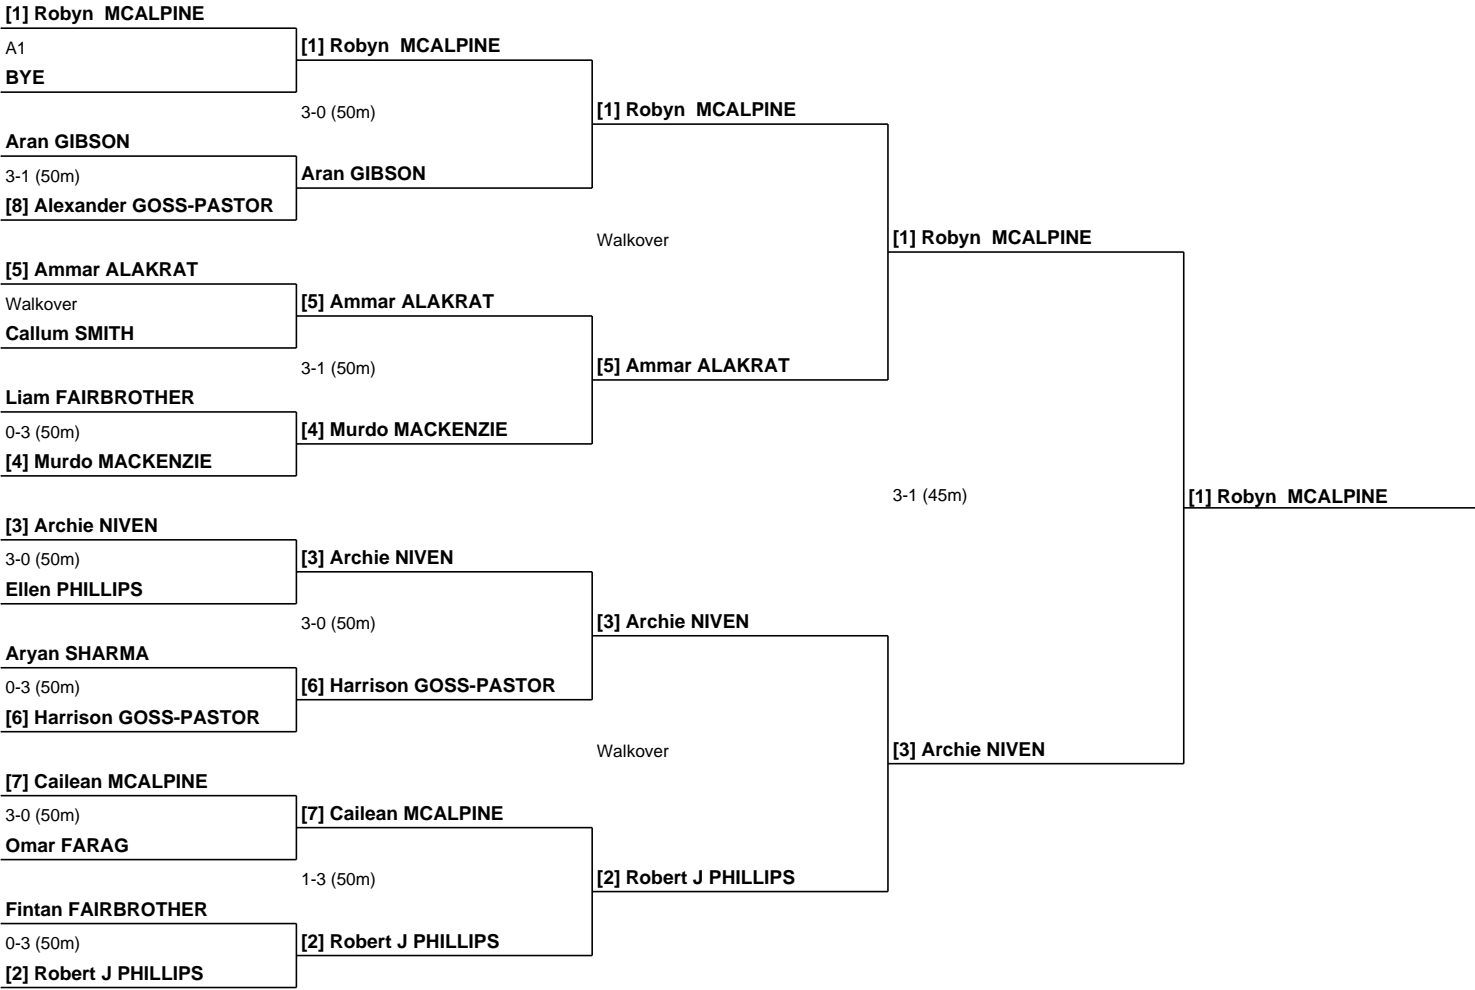 [1] Robyn  MCALPINE
A1
BYE
Aran GIBSON
3-1 (50m)
[8] Alexander GOSS-PASTOR
[5] Ammar ALAKRAT
Walkover
Callum SMITH
Liam FAIRBROTHER
0-3 (50m)
[4] Murdo MACKENZIE
[3] Archie NIVEN
3-0 (50m)
Ellen PHILLIPS
Aryan SHARMA
0-3 (50m)
[6] Harrison GOSS-PASTOR
[7] Cailean MCALPINE
3-0 (50m)
Omar FARAG
Fintan FAIRBROTHER
0-3 (50m)
[2] Robert J PHILLIPS
[1] Robyn  MCALPINE
3-0 (50m)
Aran GIBSON
[5] Ammar ALAKRAT
3-1 (50m)
[4] Murdo MACKENZIE
[3] Archie NIVEN
3-0 (50m)
[6] Harrison GOSS-PASTOR
[7] Cailean MCALPINE
1-3 (50m)
[2] Robert J PHILLIPS
[1] Robyn  MCALPINE
Walkover
[5] Ammar ALAKRAT
[3] Archie NIVEN
Walkover
[2] Robert J PHILLIPS
[1] Robyn  MCALPINE
3-1 (45m)
[3] Archie NIVEN
[1] Robyn  MCALPINE